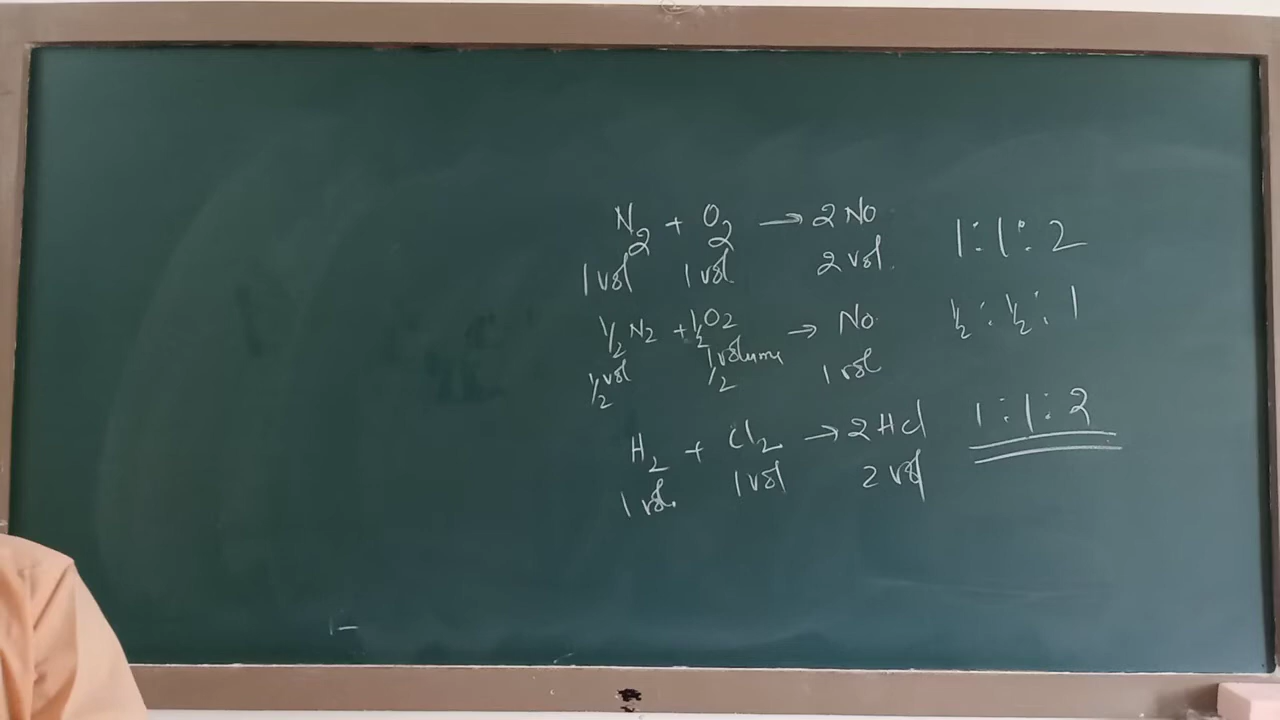 N₂ + O₂ → 2 No 1 : 1 : 2
1 vol 1 vol 2 vol.
½ N₂ + ½ O₂ → No ½ : ½ : 1
½ vol ½ volume 1 vol
H₂ + Cl₂ → 2 HCl 1 : 1 : 2
1 vol. 1 vol 2 vol